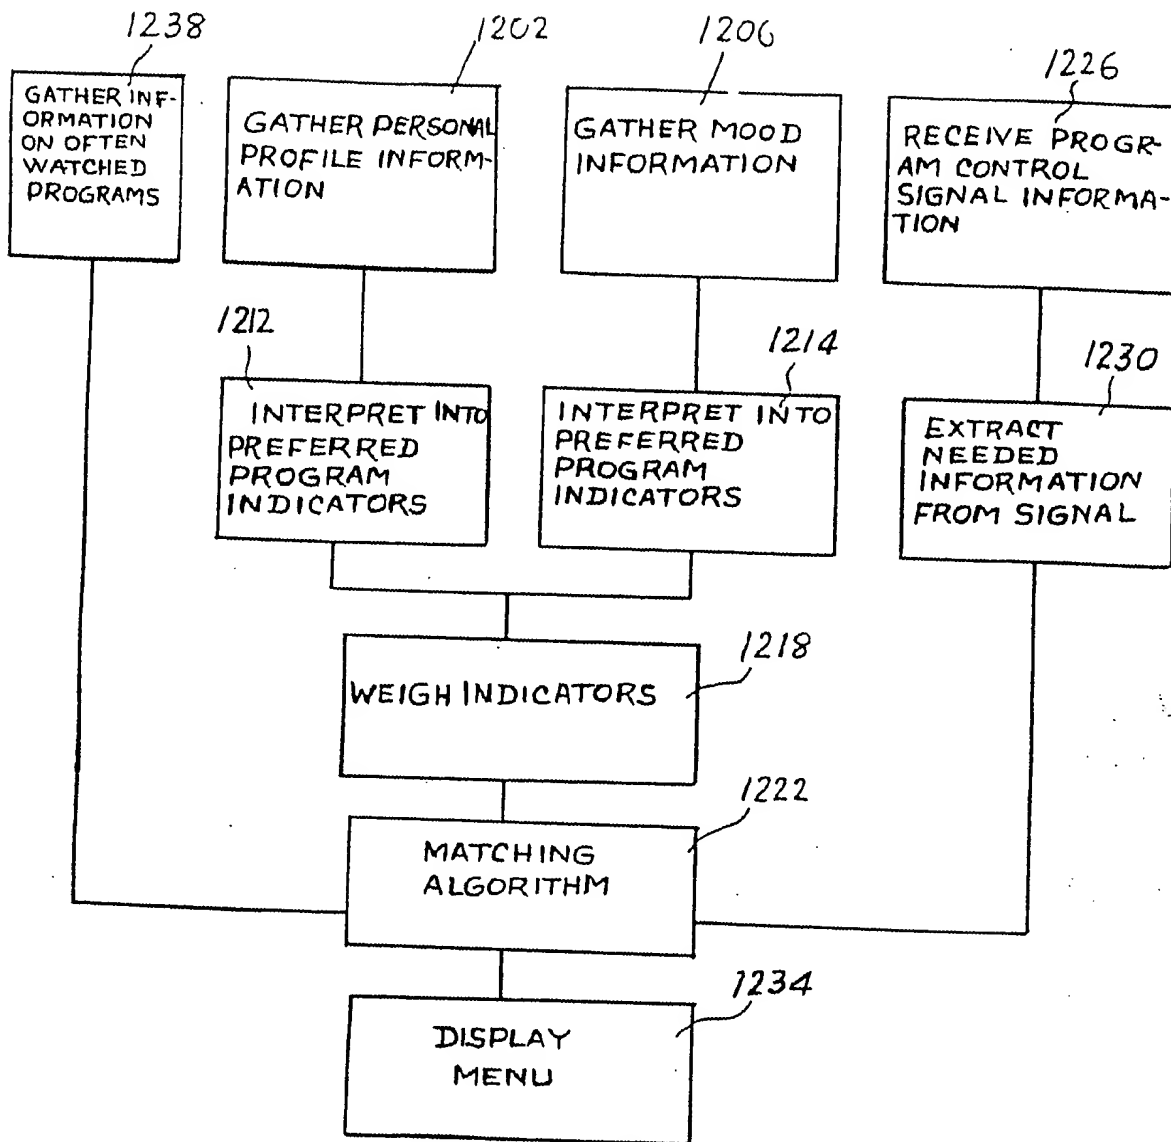 1238
1202
1206
1226
GATHER INF-
ORMATION
ON OFTEN
WATCHED
PROGRAMS
GATHER PERSONAL
PROFILE INFORM-
ATION
GATHER MOOD
INFORMATION
RECEIVE PROGR-
AM CONTROL
SIGNAL INFORMA-
TION
1212
1214
1230
INTERPRET INTO
PREFERRED
PROGRAM
INDICATORS
INTERPRET INTO
PREFERRED
PROGRAM
INDICATORS
EXTRACT
NEEDED
INFORMATION
FROM SIGNAL
1218
WEIGH INDICATORS
1222
MATCHING
ALGORITHM
1234
DISPLAY
MENU